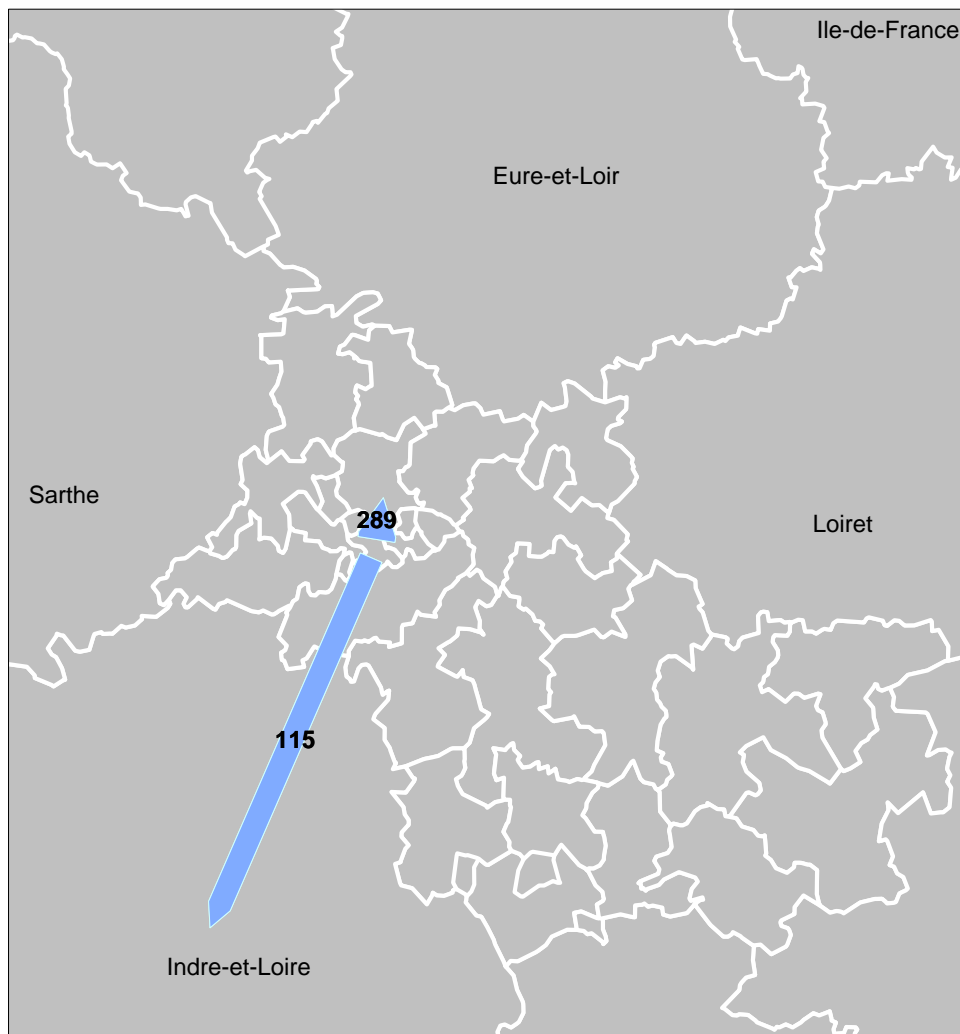 Ile-de-France
Eure-et-Loir
Sarthe
289
Loiret
115
Indre-et-Loire